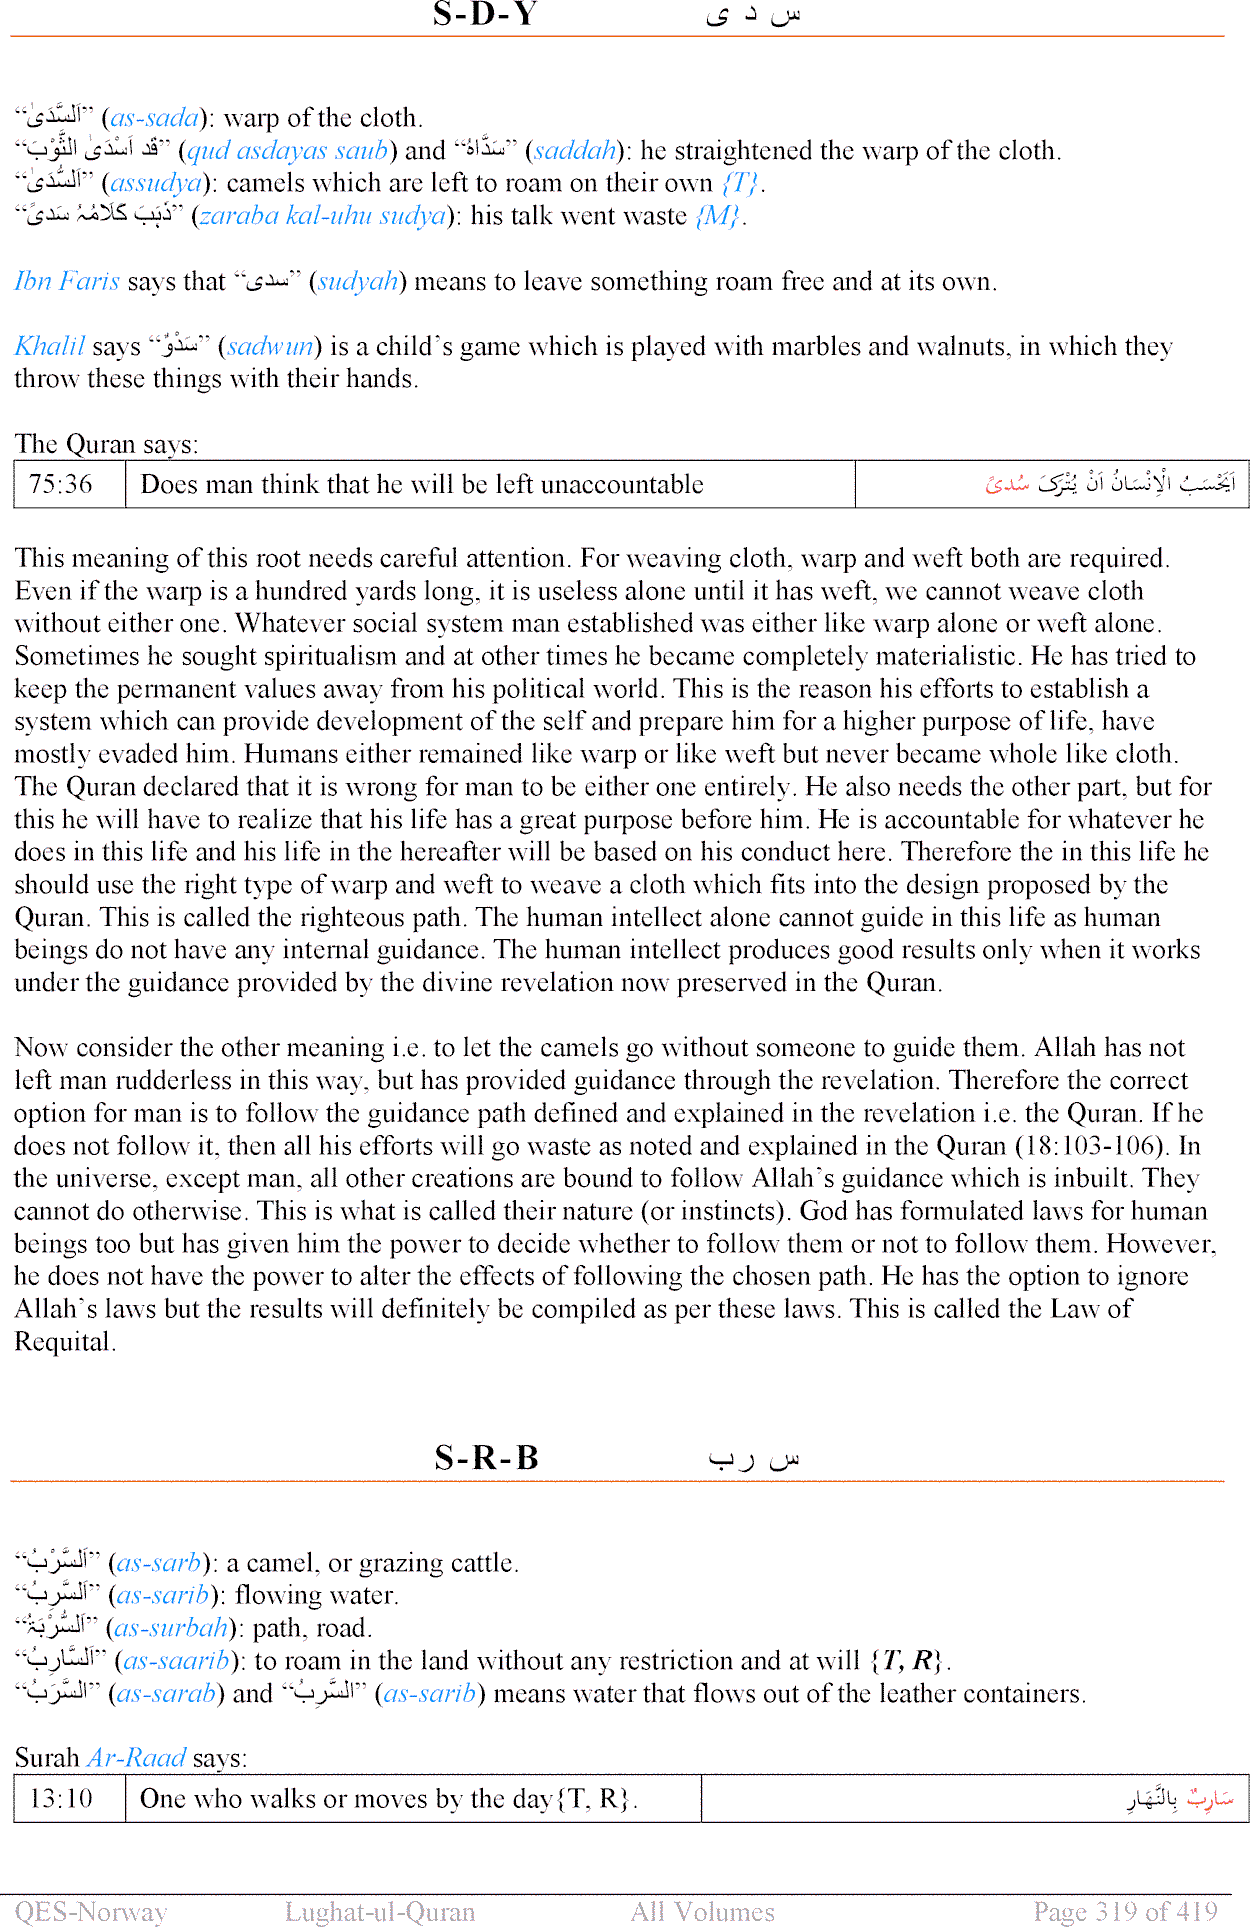 S-D-Y س د ی
“اَلسَّدَیٰ” (as-sada): warp of the cloth.
“قَد اَسْدَیٰ الثَّوْبَ” (qud asdayas saub) and “سَدَّاہُ” (saddah): he straightened the warp of the cloth.
“اَلسُّدَیٰ” (assudya): camels which are left to roam on their own {T}.
“ذَہَبَ کَلَامُہُ سَدیً” (zaraba kal-uhu sudya): his talk went waste {M}.
Ibn Faris says that “سدی” (sudyah) means to leave something roam free and at its own.
Khalil says “سَدْوٌ” (sadwun) is a child’s game which is played with marbles and walnuts, in which they
throw these things with their hands.
The Quran says:
75:36 Does man think that he will be left unaccountable اَيَحْسَبُ الْاِنْسَانُ اَنْ يُتْرَكَ سُدىً
This meaning of this root needs careful attention. For weaving cloth, warp and weft both are required.
Even if the warp is a hundred yards long, it is useless alone until it has weft, we cannot weave cloth
without either one. Whatever social system man established was either like warp alone or weft alone.
Sometimes he sought spiritualism and at other times he became completely materialistic. He has tried to
keep the permanent values away from his political world. This is the reason his efforts to establish a
system which can provide development of the self and prepare him for a higher purpose of life, have
mostly evaded him. Humans either remained like warp or like weft but never became whole like cloth.
The Quran declared that it is wrong for man to be either one entirely. He also needs the other part, but for
this he will have to realize that his life has a great purpose before him. He is accountable for whatever he
does in this life and his life in the hereafter will be based on his conduct here. Therefore the in this life he
should use the right type of warp and weft to weave a cloth which fits into the design proposed by the
Quran. This is called the righteous path. The human intellect alone cannot guide in this life as human
beings do not have any internal guidance. The human intellect produces good results only when it works
under the guidance provided by the divine revelation now preserved in the Quran.
Now consider the other meaning i.e. to let the camels go without someone to guide them. Allah has not
left man rudderless in this way, but has provided guidance through the revelation. Therefore the correct
option for man is to follow the guidance path defined and explained in the revelation i.e. the Quran. If he
does not follow it, then all his efforts will go waste as noted and explained in the Quran (18:103-106). In
the universe, except man, all other creations are bound to follow Allah’s guidance which is inbuilt. They
cannot do otherwise. This is what is called their nature (or instincts). God has formulated laws for human
beings too but has given him the power to decide whether to follow them or not to follow them. However,
he does not have the power to alter the effects of following the chosen path. He has the option to ignore
Allah’s laws but the results will definitely be compiled as per these laws. This is called the Law of
Requital.
S-R-B س ر ب
“اَلسَّرْبُ” (as-sarb): a camel, or grazing cattle.
“اَلسَّرِبُ” (as-sarib): flowing water.
“اَلسُّرْبَۃُ” (as-surbah): path, road.
“اَلسَّارِبُ” (as-saarib): to roam in the land without any restriction and at will {T, R}.
“اَلسَّرَبُ” (as-sarab) and “السَّرِبُ” (as-sarib) means water that flows out of the leather containers.
Surah Ar-Raad says:
13:10 One who walks or moves by the day{T, R}. سَارِبٌ بِالنَّهَارِ
QES-Norway Lughat-ul-Quran All Volumes Page 319 of 419